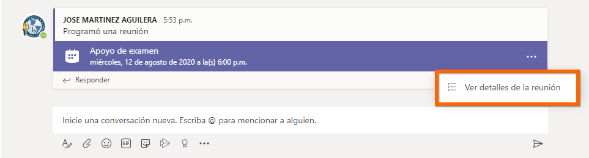 JOSE MARTINEZ AGUILERA 5:53 p.m.
Programó una reunión
Apoyo de examen
miércoles, 12 de agosto de 2020 a la(s) 6:00 p.m.
Responder
Ver detalles de la reunión
Inicie una conversación nueva. Escriba @ para mencionar a alguien.
GIF